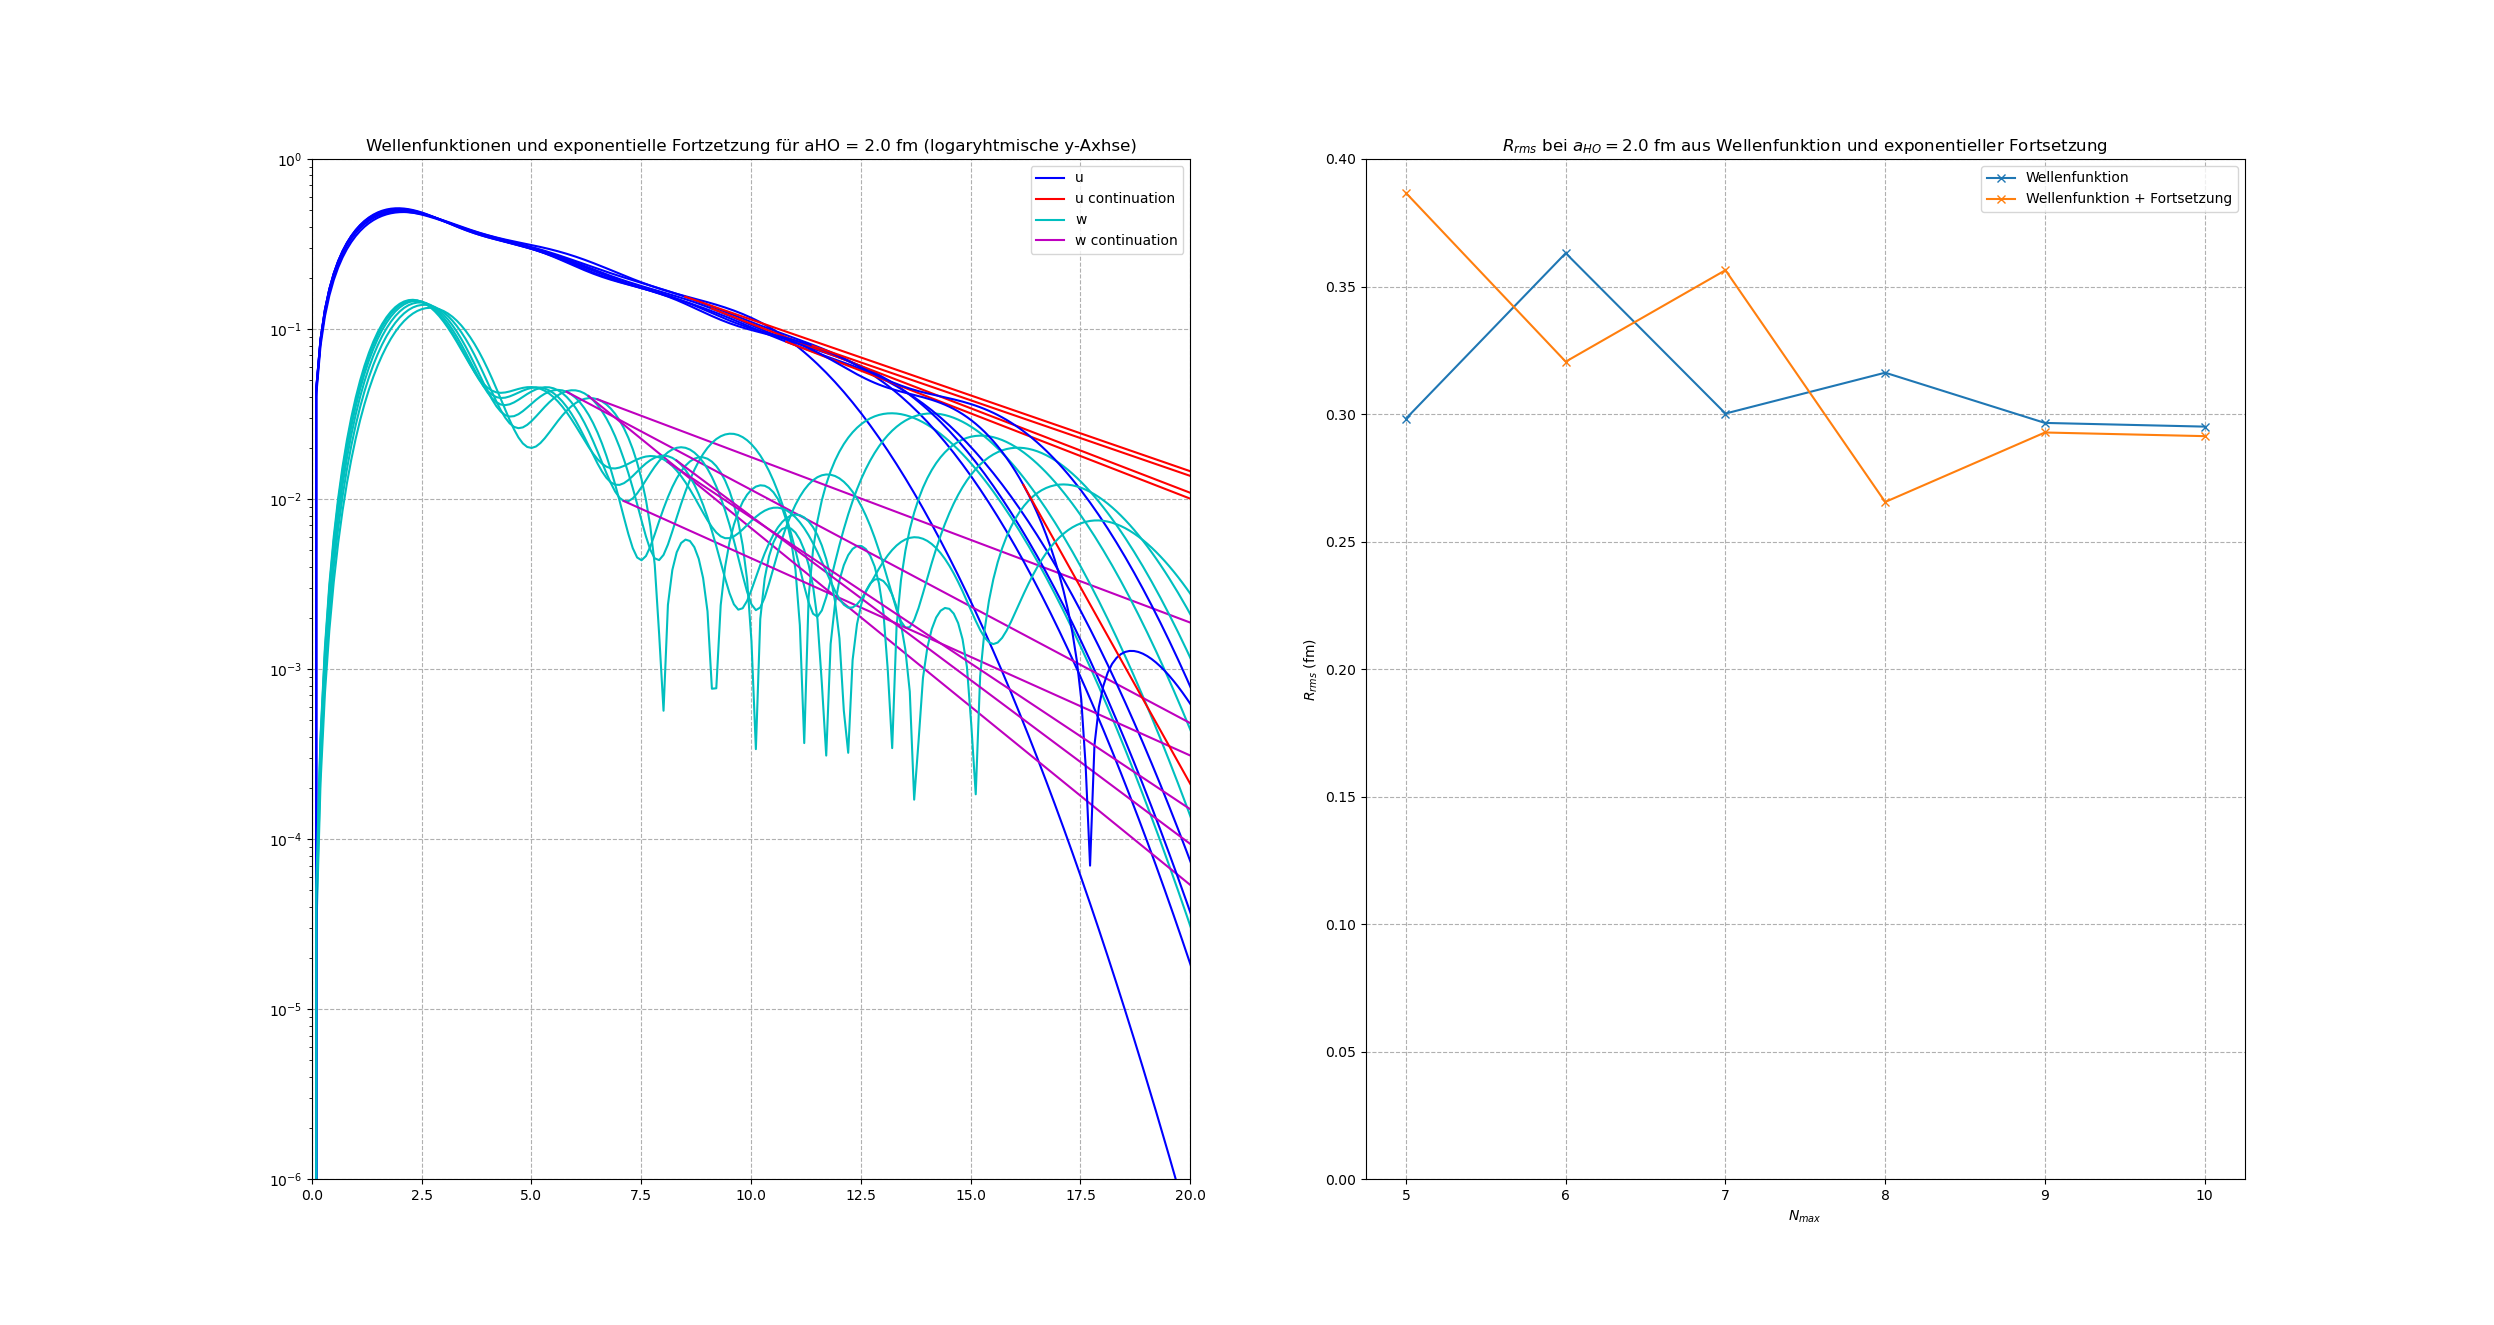 Wellenfunktionen und exponentielle Fortzetzung für aHO = 2.0 fm (logaryhtmische y-Axhse)
10⁰
10⁻¹
10⁻²
10⁻³
10⁻⁴
10⁻⁵
10⁻⁶
0.0 2.5 5.0 7.5 10.0 12.5 15.0 17.5 20.0
u
u continuation
w
w continuation
R_rms bei a_HO = 2.0 fm aus Wellenfunktion und exponentieller Fortsetzung
0.40
0.35
0.30
0.25
0.20
0.15
0.10
0.05
0.00
R_rms (fm)
5 6 7 8 9 10
N_max
Wellenfunktion
Wellenfunktion + Fortsetzung